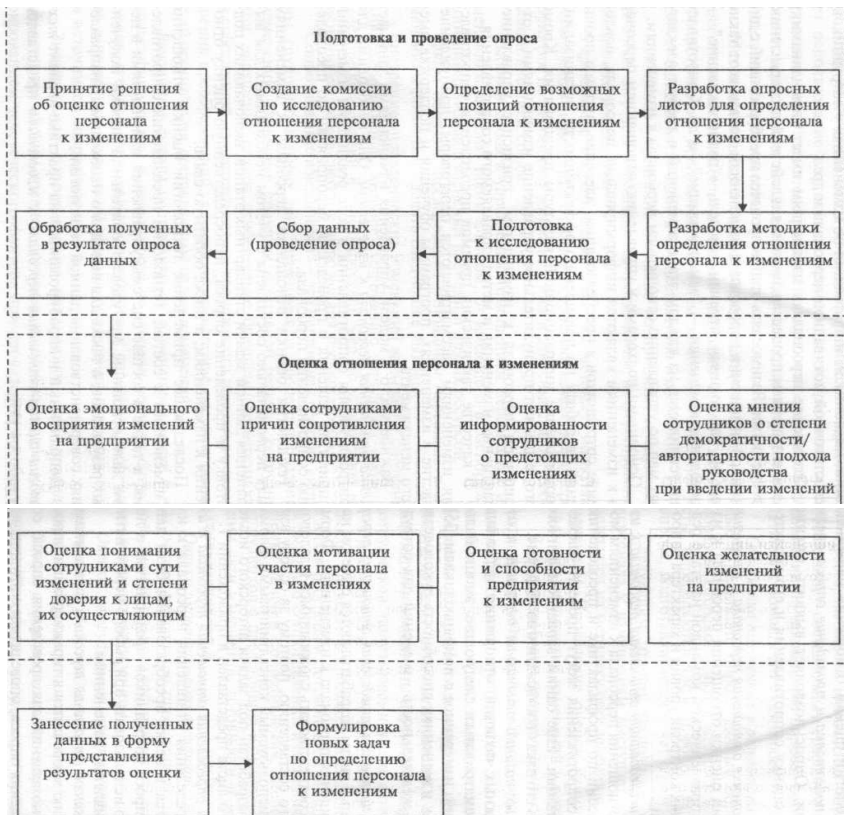 Подготовка и проведение опроса
Принятие решения
об оценке отношения
персонала
к изменениям
Создание комиссии
по исследованию
отношения персонала
к изменениям
Определение возможных
позиций отношения
персонала к изменениям
Разработка опросных
листов для определения
отношения персонала
к изменениям
Обработка полученных
в результате опроса
данных
Сбор данных
(проведение опроса)
Подготовка
к исследованию
отношения персонала
к изменениям
Разработка методики
определения отношения
персонала к изменениям
Оценка отношения персонала к изменениям
Оценка эмоционального
восприятия изменений
на предприятии
Оценка сотрудниками
причин сопротивления
изменениям
на предприятии
Оценка
информированности
сотрудников
о предстоящих
изменениях
Оценка мнения
сотрудников о степени
демократичности/
авторитарности подхода
руководства
при введении изменений
Оценка понимания
сотрудниками сути
изменений и степени
доверия к лицам,
их осуществляющим
Оценка мотивации
участия персонала
в изменениях
Оценка готовности
и способности
предприятия
к изменениям
Оценка желательности
изменений
на предприятии
Занесение полученных
данных в форму
представления
результатов оценки
Формулировка
новых задач
по определению
отношения персонала
к изменениям